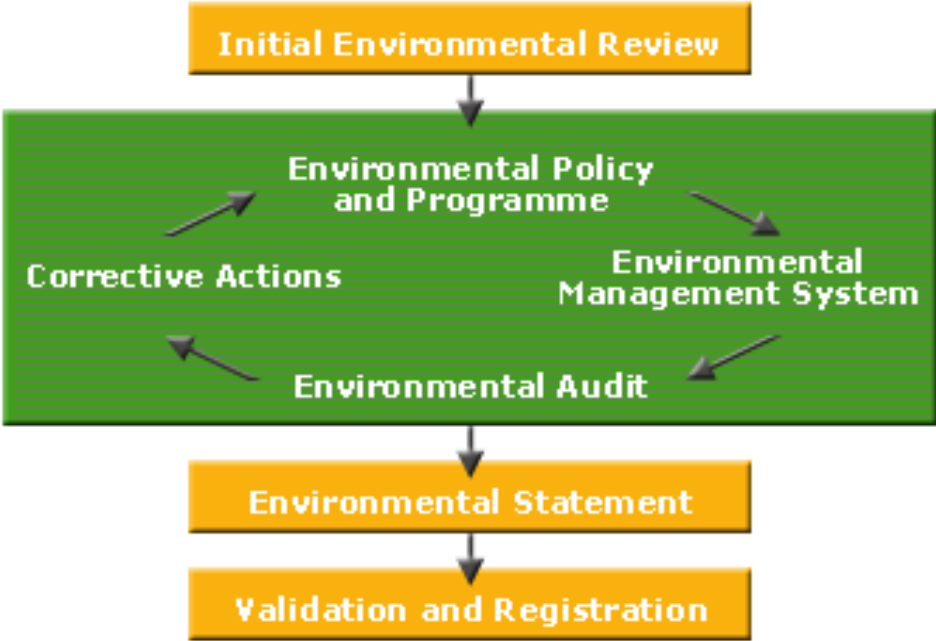 Initial Environmental Review
Environmental Policy
and Programme
Corrective Actions
Environmental
Management System
Environmental Audit
Environmental Statement
Validation and Registration